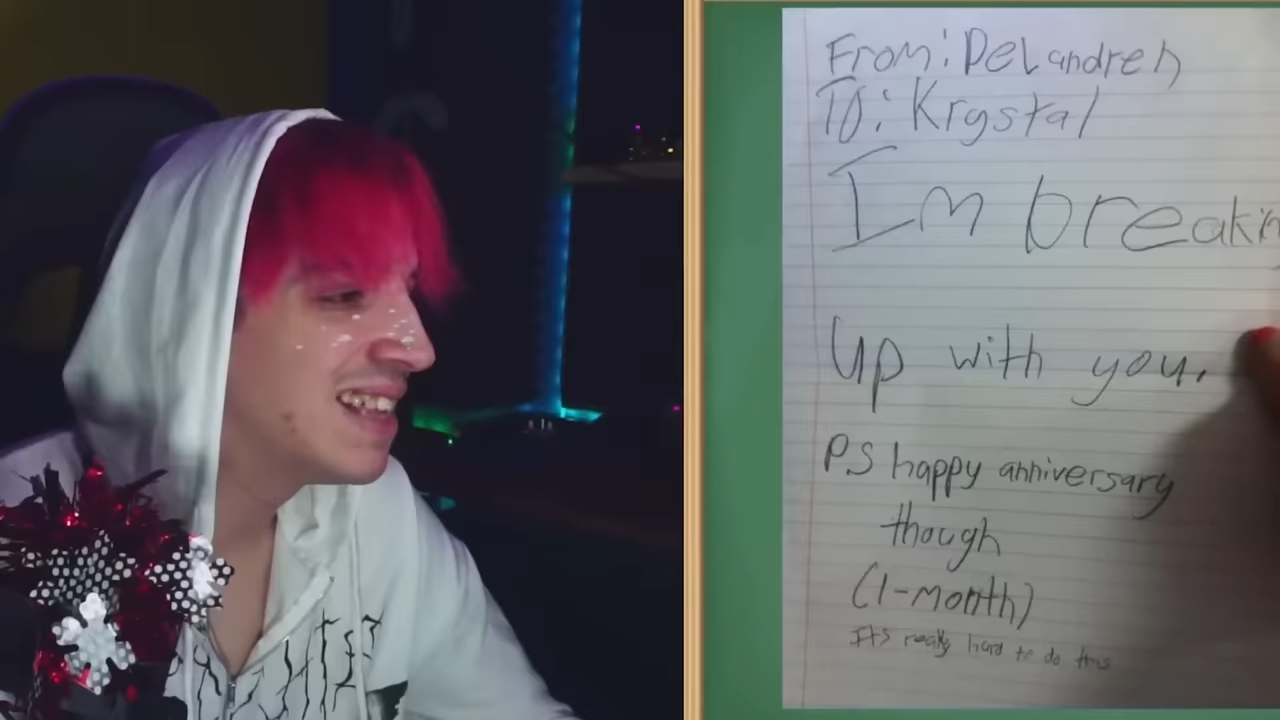 From: DeLandren
To: Krystal
Im breakin
Up with you.
P.S happy anniversary
though
(1-month)
It's really hard to do this